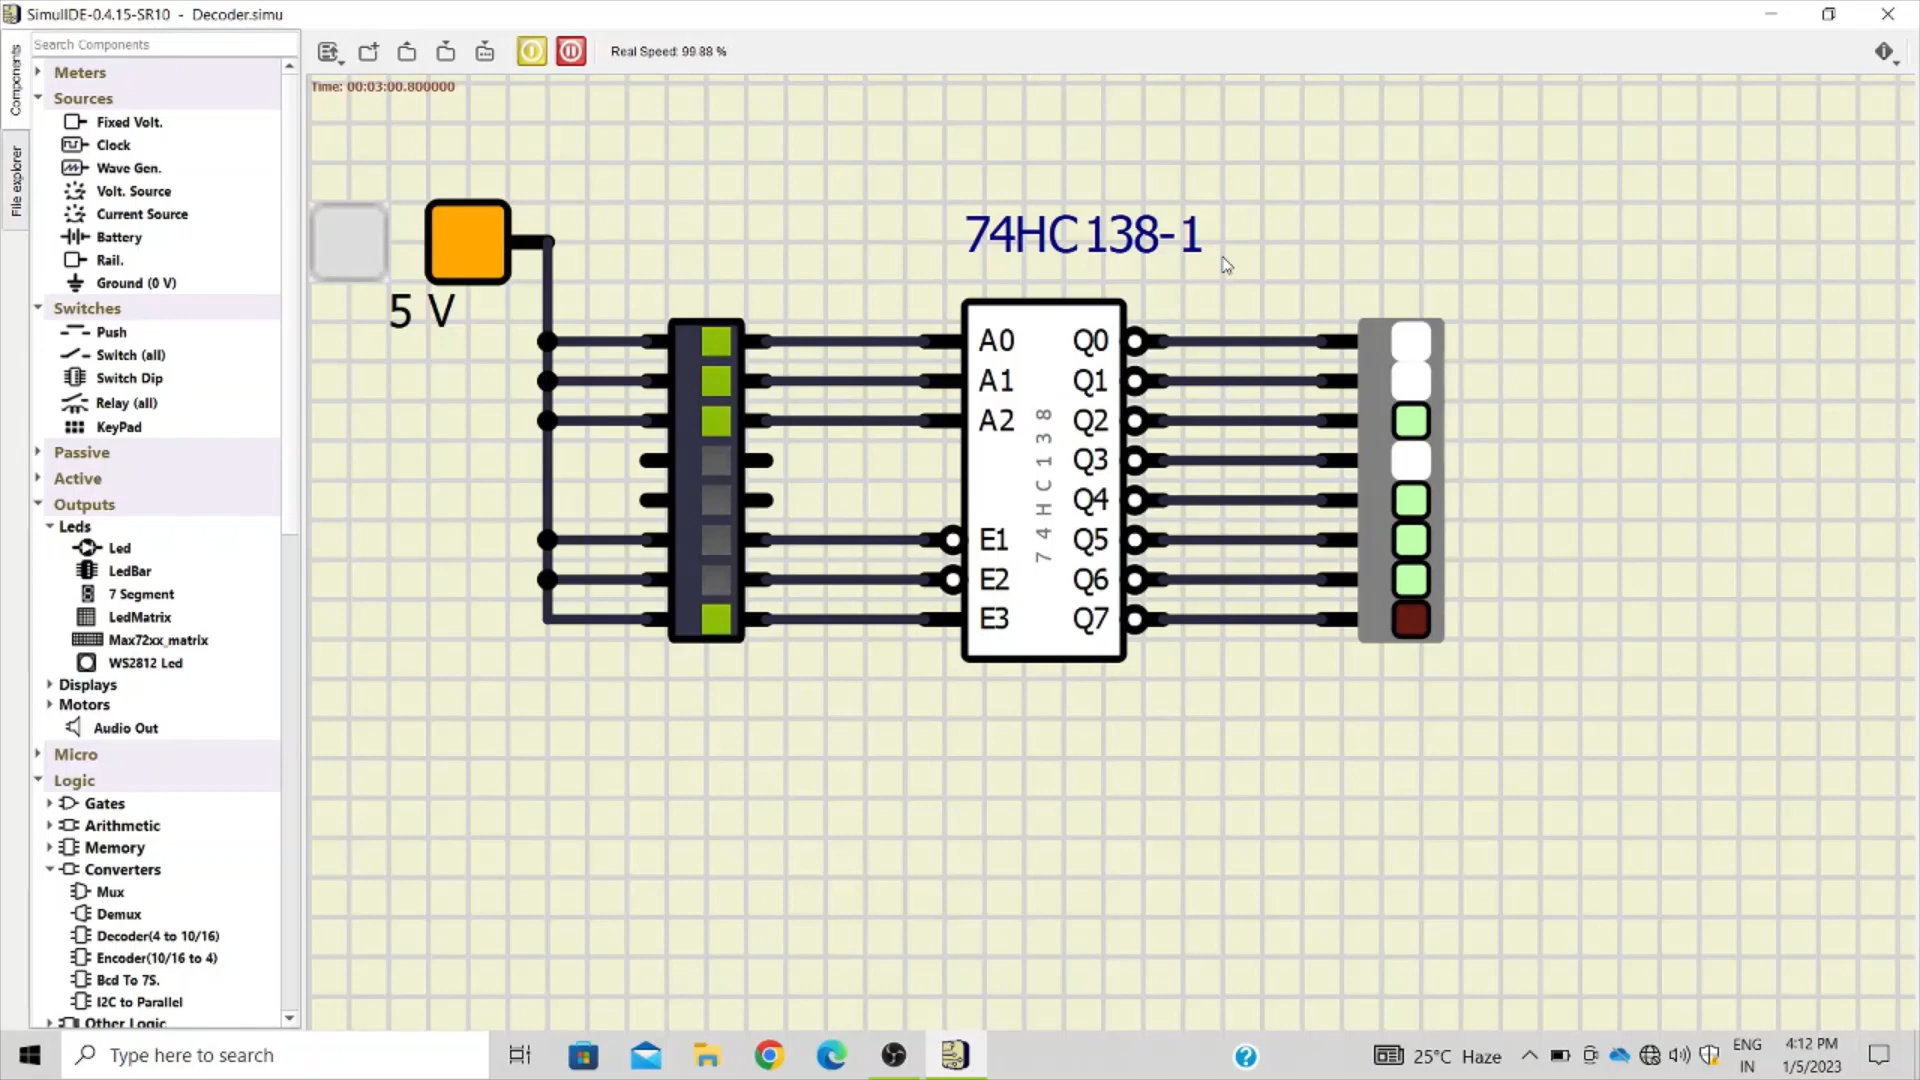 SimulIDE-0.4.15-SR10 - Decoder.simu
Components
File explorer
Search Components
Meters
Sources
Fixed Volt.
Clock
Wave Gen.
Volt. Source
Current Source
Battery
Rail.
Ground (0 V)
Switches
Push
Switch (all)
Switch Dip
Relay (all)
KeyPad
Passive
Active
Outputs
Leds
Led
LedBar
7 Segment
LedMatrix
Max72xx_matrix
WS2812 Led
Displays
Motors
Audio Out
Micro
Logic
Gates
Arithmetic
Memory
Converters
Mux
Demux
Decoder(4 to 10/16)
Encoder(10/16 to 4)
Bcd To 7S.
I2C to Parallel
Other Logic
Real Speed: 99.88 %
Time: 00:03:00.800000
5 V
74HC138-1
A0 Q0
A1 Q1
A2 Q2
Q3
Q4
E1 Q5
E2 Q6
E3 Q7
74HC138
Type here to search
25°C Haze
ENG
IN
4:12 PM
1/5/2023